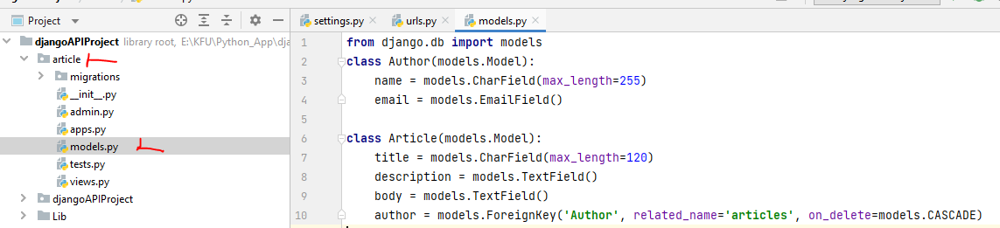 Project
djangoAPIProject library root, E:\KFU\Python_App\dja
article
migrations
__init__.py
admin.py
apps.py
models.py
tests.py
views.py
djangoAPIProject
Lib
settings.py
urls.py
models.py
1 from django.db import models
2 class Author(models.Model):
3     name = models.CharField(max_length=255)
4     email = models.EmailField()
5
6 class Article(models.Model):
7     title = models.CharField(max_length=120)
8     description = models.TextField()
9     body = models.TextField()
10     author = models.ForeignKey('Author', related_name='articles', on_delete=models.CASCADE)